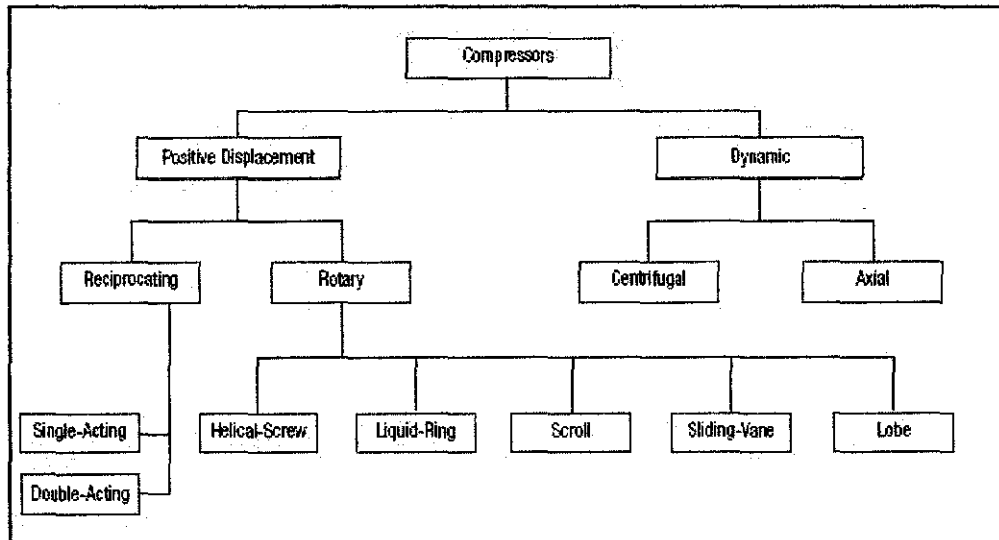 Compressors
Positive Displacement
Dynamic
Reciprocating
Rotary
Centrifugal
Axial
Single-Acting
Helical-Screw
Liquid-Ring
Scroll
Sliding-Vane
Lobe
Double-Acting